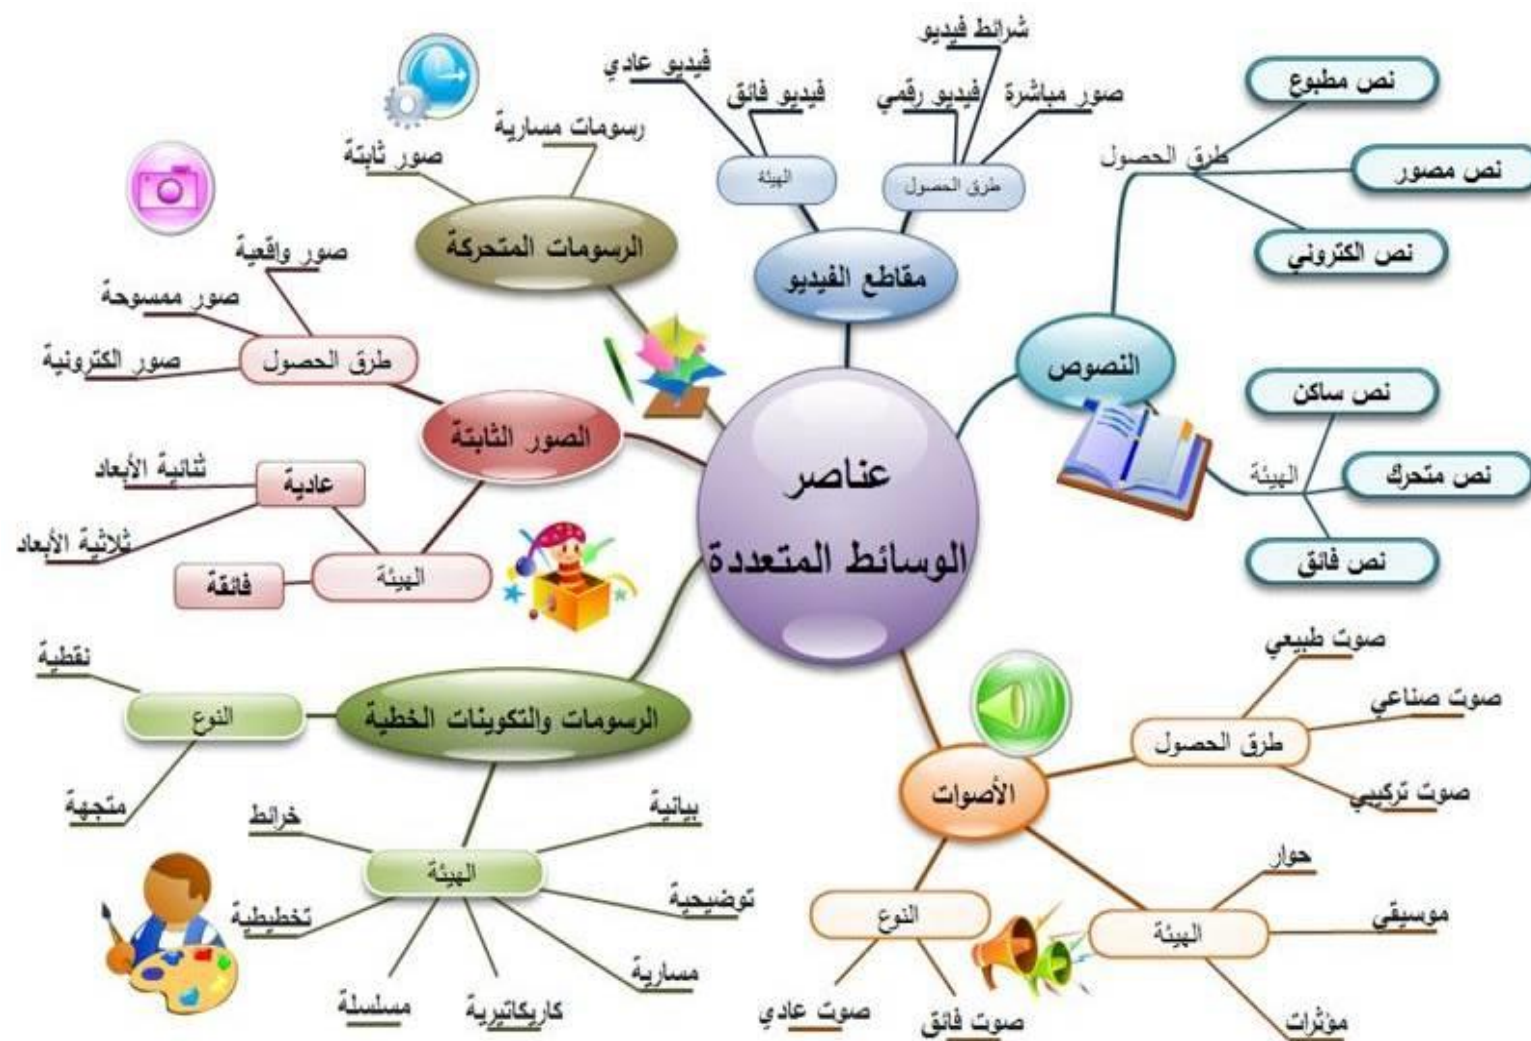 عناصر
الوسائط المتعددة
النصوص
طرق الحصول
نص مطبوع
نص مصور
نص الكتروني
الهيئة
نص ساكن
نص متحرك
نص فائق
الأصوات
طرق الحصول
صوت طبيعي
صوت صناعي
صوت تركيبي
الهيئة
حوار
موسيقي
مؤثرات
النوع
صوت فائق
صوت عادي
الرسومات والتكوينات الخطية
الهيئة
بيانية
توضيحية
مسارية
كاريكاتيرية
مسلسلة
تخطيطية
خرائط
النوع
نقطية
متجهة
الصور الثابتة
طرق الحصول
صور واقعية
صور ممسوحة
صور الكترونية
الهيئة
عادية
ثنائية الأبعاد
ثلاثية الأبعاد
فائقة
الرسومات المتحركة
رسومات مسارية
صور ثابتة
مقاطع الفيديو
طرق الحصول
صور مباشرة
شرائط فيديو
فيديو رقمي
الهيئة
فيديو فائق
فيديو عادي